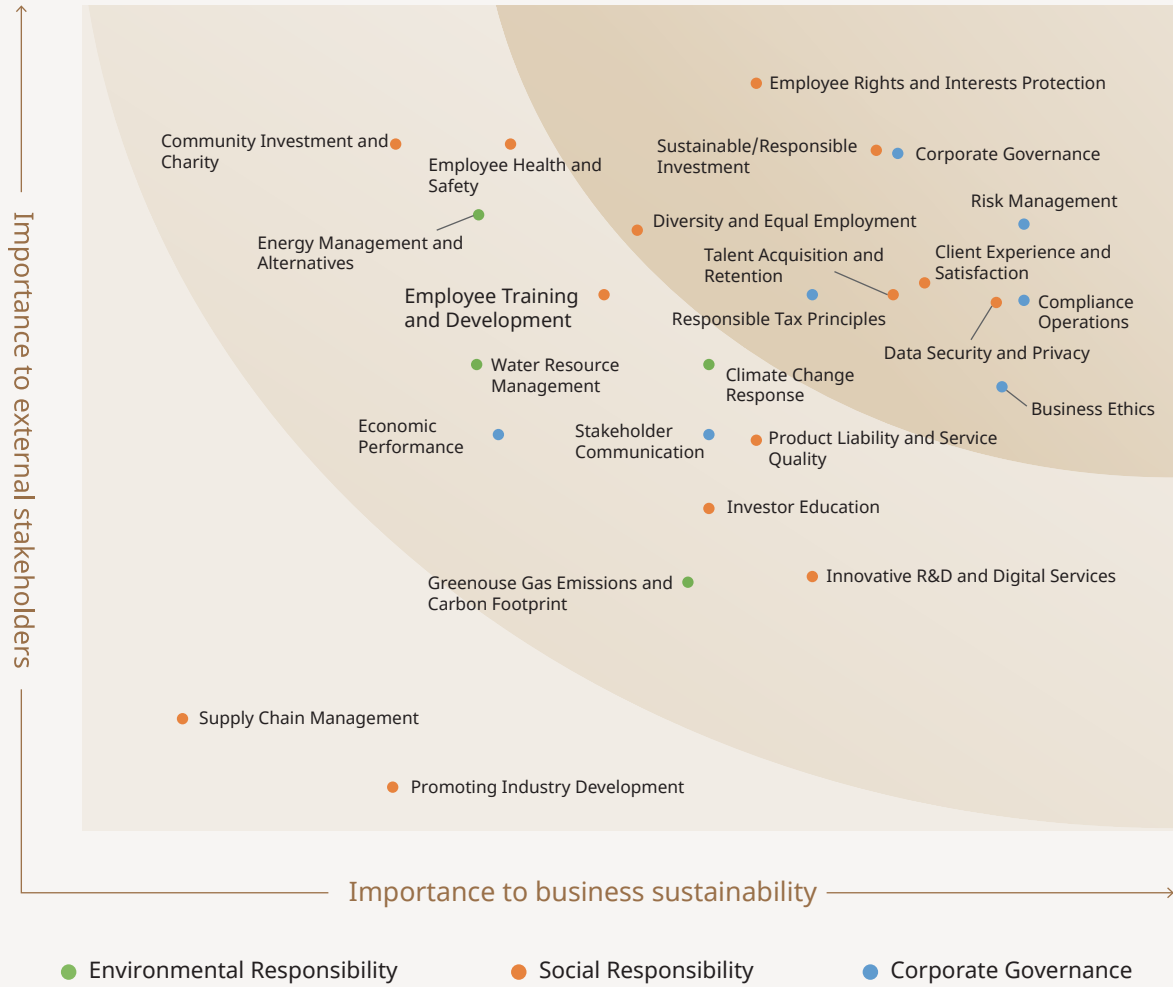 Employee Rights and Interests Protection
Community Investment and
Charity
Employee Health and
Safety
Sustainable/Responsible
Investment
Corporate Governance
Risk Management
Energy Management and
Alternatives
Diversity and Equal Employment
Talent Acquisition and
Retention
Client Experience and
Satisfaction
Employee Training
and Development
Responsible Tax Principles
Compliance
Operations
Data Security and Privacy
Water Resource
Management
Climate Change
Response
Business Ethics
Economic
Performance
Stakeholder
Communication
Product Liability and Service
Quality
Investor Education
Greenouse Gas Emissions and
Carbon Footprint
Innovative R&D and Digital Services
Supply Chain Management
Promoting Industry Development
Importance to external stakeholders
Importance to business sustainability
Environmental Responsibility
Social Responsibility
Corporate Governance